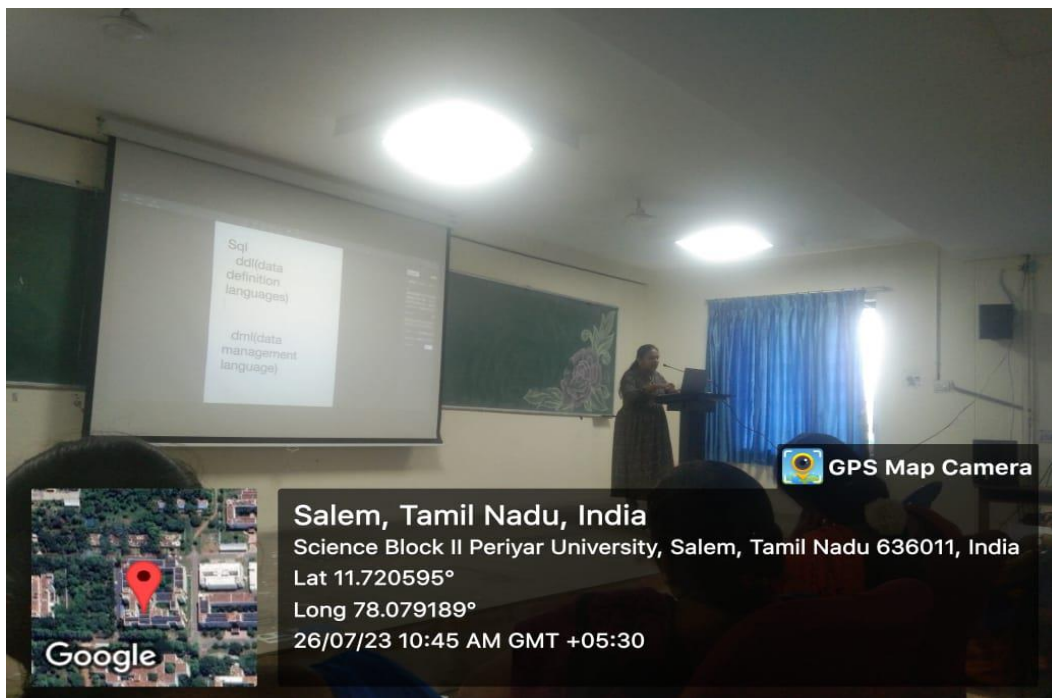 Sql
ddl(data
definition
languages)
dml(data
management
language)
GPS Map Camera
Salem, Tamil Nadu, India
Science Block II Periyar University, Salem, Tamil Nadu 636011, India
Lat 11.720595°
Long 78.079189°
26/07/23 10:45 AM GMT +05:30
Google